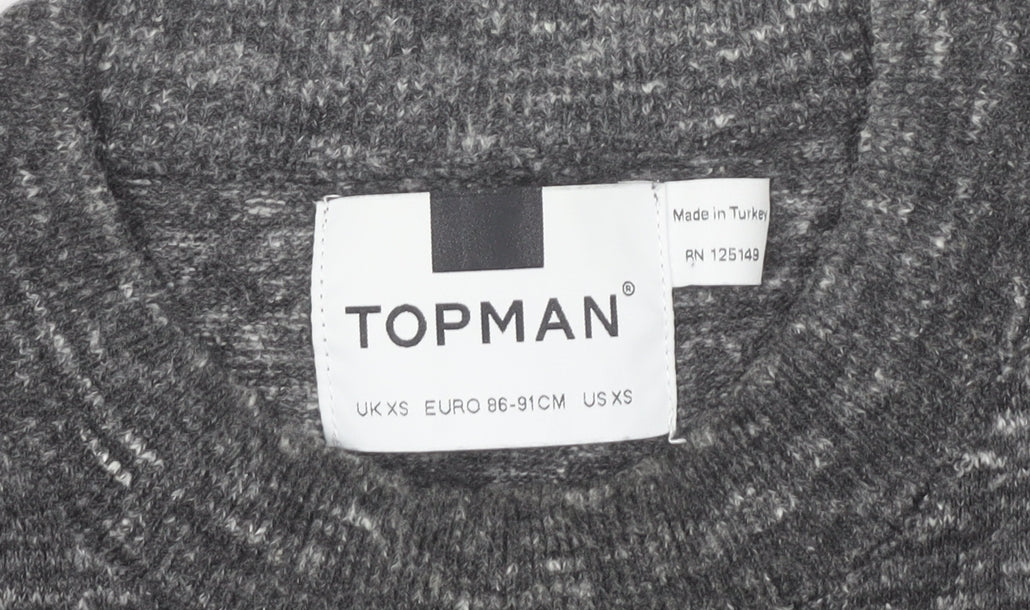 TOPMAN®
UK XS EURO 86-91CM US XS
Made in Turkey
RN 125149